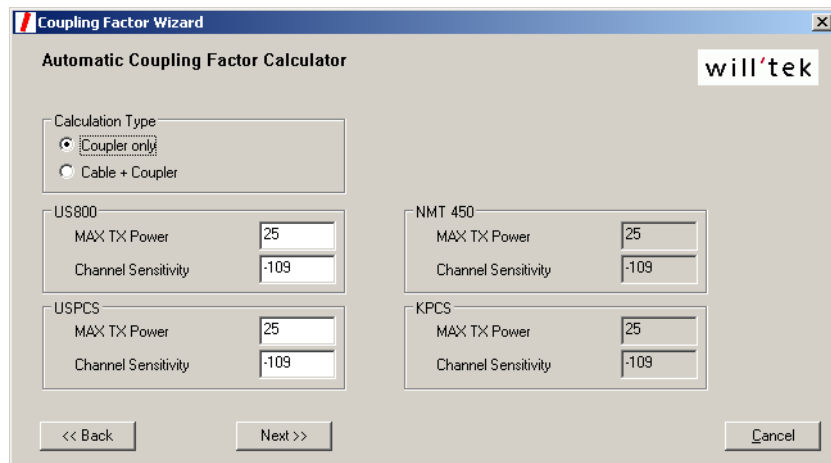 Coupling Factor Wizard
Automatic Coupling Factor Calculator
will'tek
Calculation Type
Coupler only
Cable + Coupler
US800
MAX TX Power 25
Channel Sensitivity -109
NMT 450
MAX TX Power 25
Channel Sensitivity -109
USPCS
MAX TX Power 25
Channel Sensitivity -109
KPCS
MAX TX Power 25
Channel Sensitivity -109
<< Back
Next >>
Cancel